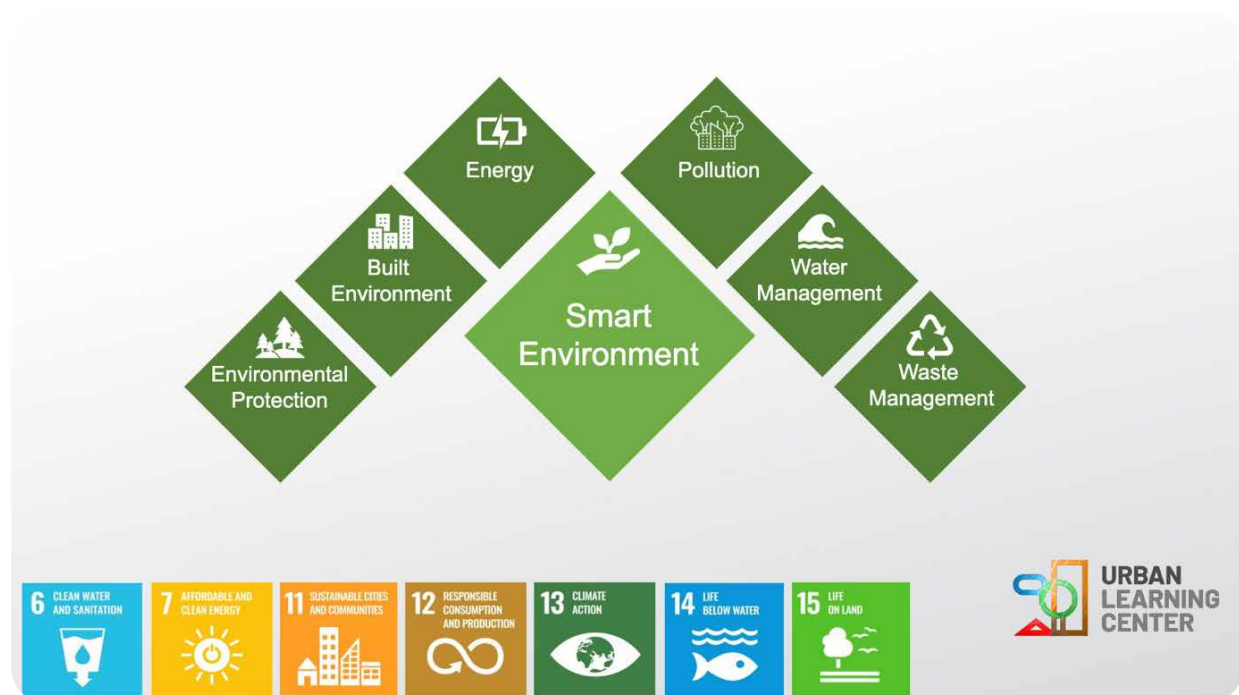 Energy
Pollution
Built
Environment
Water
Management
Smart
Environment
Environmental
Protection
Waste
Management
6 CLEAN WATER
AND SANITATION
7 AFFORDABLE AND
CLEAN ENERGY
11 SUSTAINABLE CITIES
AND COMMUNITIES
12 RESPONSIBLE
CONSUMPTION
AND PRODUCTION
13 CLIMATE
ACTION
14 LIFE
BELOW WATER
15 LIFE
ON LAND
URBAN
LEARNING
CENTER